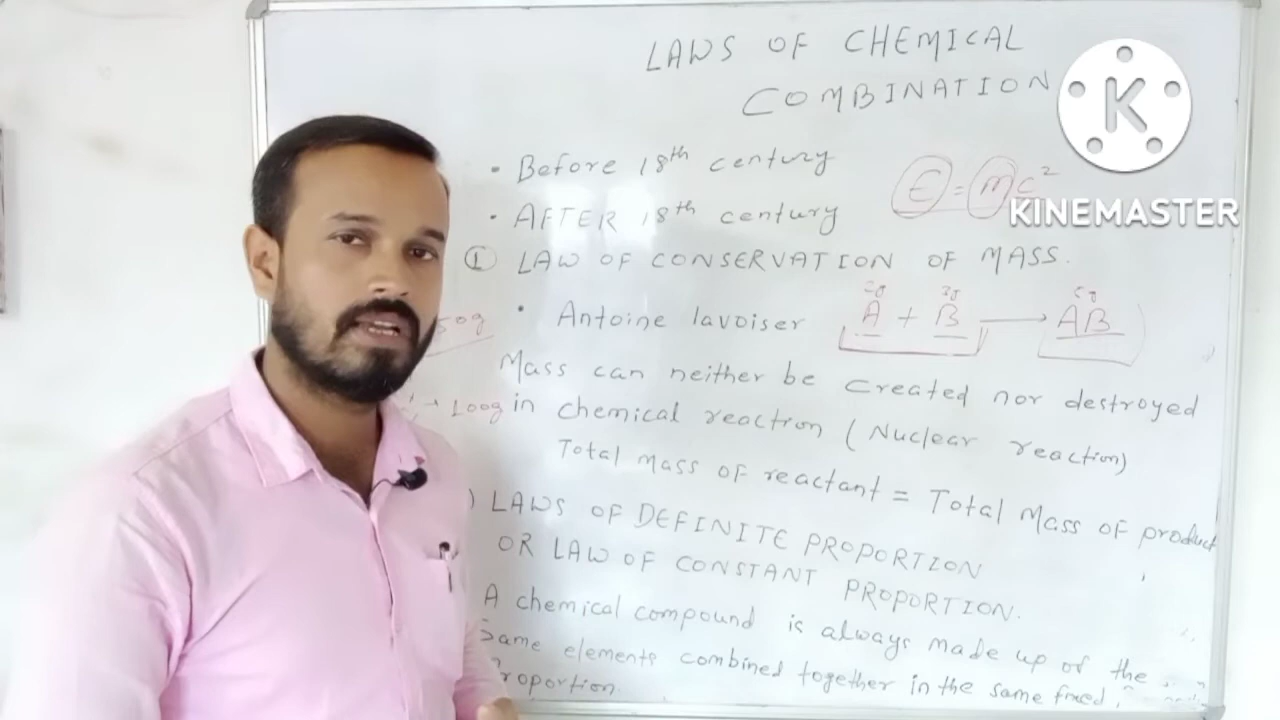 LAWS OF CHEMICAL
COMBINATION
K
KINEMASTER
• Before 18th century
E = mc²
• AFTER 18th century
① LAW OF CONSERVATION OF MASS.
• Antoine lavoiser
A + B → AB
50g
Mass can neither be created nor destroyed
100g
in chemical reaction (Nuclear reaction)
Total Mass of reactant = Total Mass of product
) LAWS OF DEFINITE PROPORTION
OR LAW OF CONSTANT PROPORTION.
A chemical compound is always made up of the
Same elements combined together in the same fixed
Proportion.